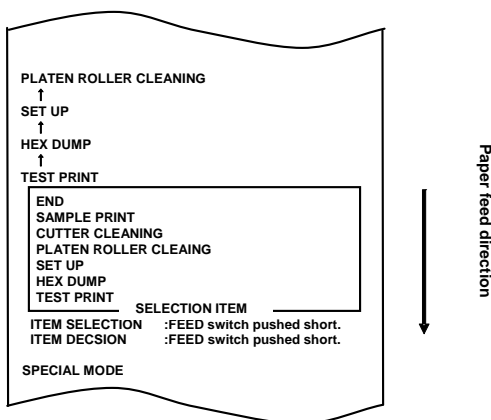 PLATEN ROLLER CLEANING
↑
SET UP
↑
HEX DUMP
↑
TEST PRINT
END
SAMPLE PRINT
CUTTER CLEANING
PLATEN ROLLER CLEAING
SET UP
HEX DUMP
TEST PRINT
SELECTION ITEM
ITEM SELECTION :FEED switch pushed short.
ITEM DECSION :FEED switch pushed short.
SPECIAL MODE
Paper feed direction